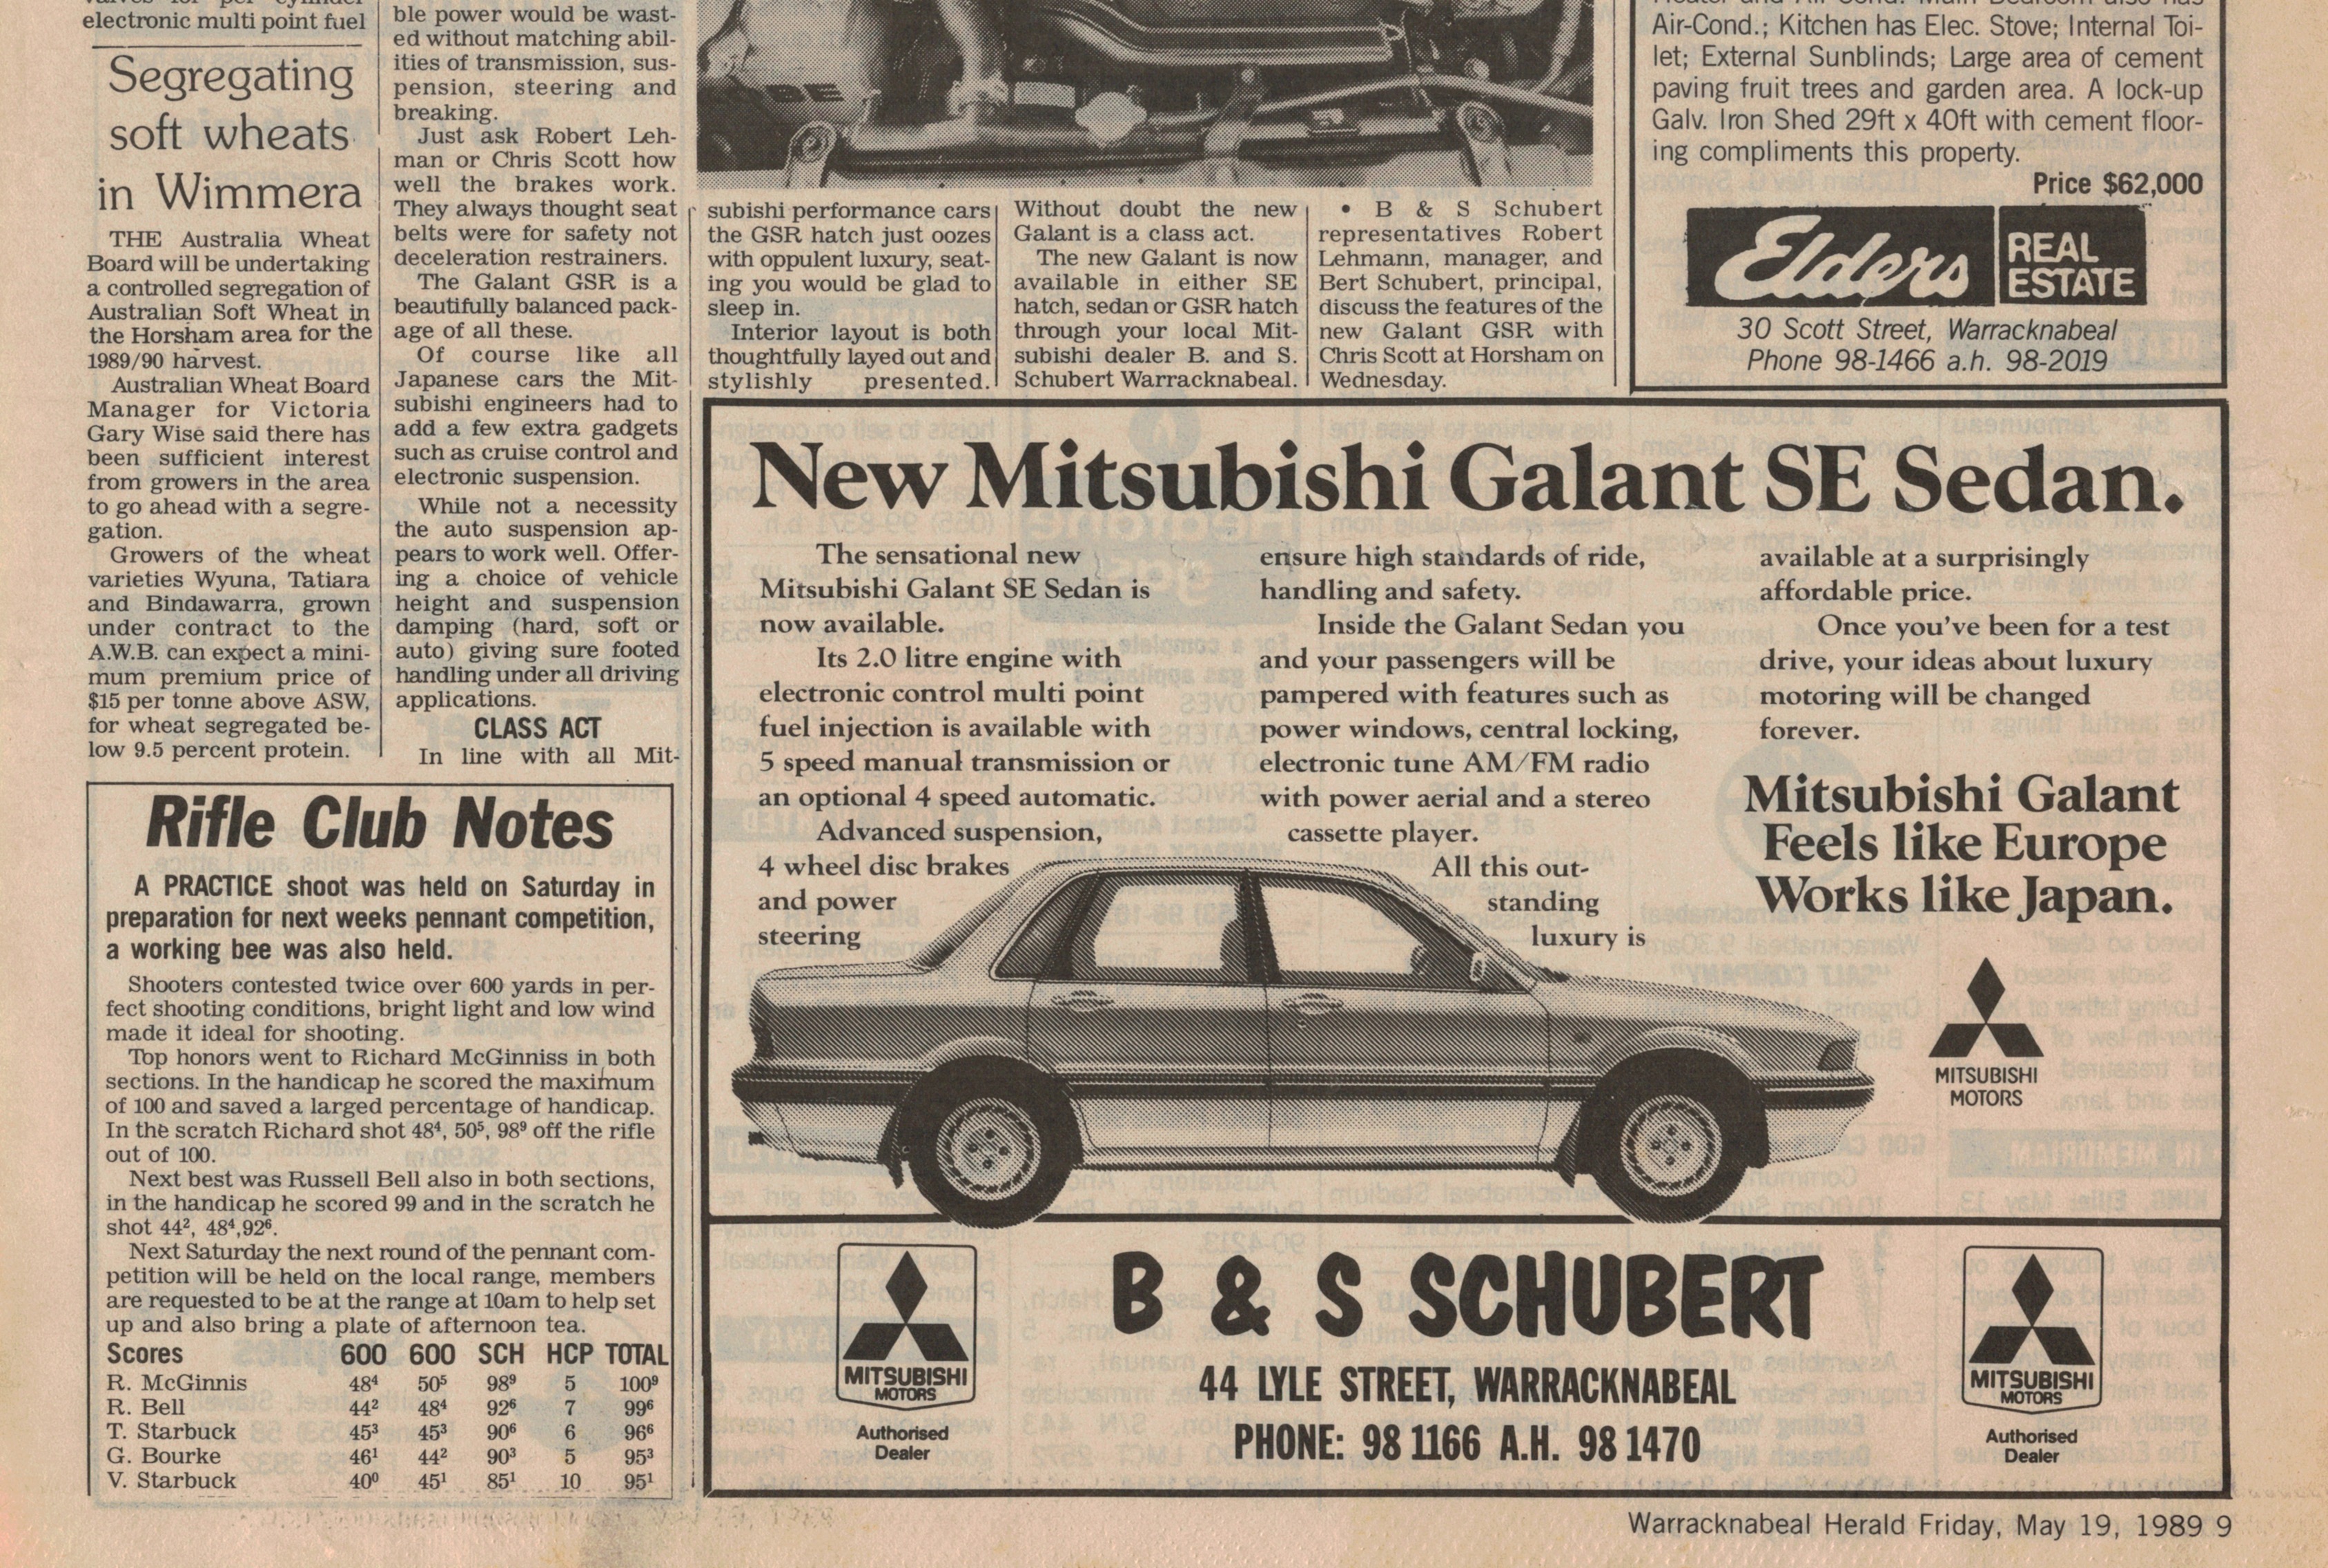 electronic multi point fuel
Segregating
soft wheats
in Wimmera
THE Australia Wheat
Board will be undertaking
a controlled segregation of
Australian Soft Wheat in
the Horsham area for the
1989/90 harvest.
Australian Wheat Board
Manager for Victoria
Gary Wise said there has
been sufficient interest
from growers in the area
to go ahead with a segre-
gation.
Growers of the wheat
varieties Wyuna, Tatiara
and Bindawarra, grown
under contract to the
A.W.B. can expect a mini-
mum premium price of
$15 per tonne above ASW,
for wheat segregated be-
low 9.5 percent protein.
ble power would be wast-
ed without matching abil-
ities of transmission, sus-
pension, steering and
breaking.
Just ask Robert Leh-
man or Chris Scott how
well the brakes work.
They always thought seat
belts were for safety not
deceleration restrainers.
The Galant GSR is a
beautifully balanced pack-
age of all these.
Of course like all
Japanese cars the Mit-
subishi engineers had to
add a few extra gadgets
such as cruise control and
electronic suspension.
While not a necessity
the auto suspension ap-
pears to work well. Offer-
ing a choice of vehicle
height and suspension
damping (hard, soft or
auto) giving sure footed
handling under all driving
applications.
CLASS ACT
In line with all Mit-
subishi performance cars
the GSR hatch just oozes
with oppulent luxury, seat-
ing you would be glad to
sleep in.
Interior layout is both
thoughtfully layed out and
stylishly presented.
Without doubt the new
Galant is a class act.
The new Galant is now
available in either SE
hatch, sedan or GSR hatch
through your local Mit-
subishi dealer B. and S.
Schubert Warracknabeal.
• B & S Schubert
representatives Robert
Lehmann, manager, and
Bert Schubert, principal,
discuss the features of the
new Galant GSR with
Chris Scott at Horsham on
Wednesday.
Air-Cond.; Kitchen has Elec. Stove; Internal Toi-
let; External Sunblinds; Large area of cement
paving fruit trees and garden area. A lock-up
Galv. Iron Shed 29ft x 40ft with cement floor-
ing compliments this property.
Price $62,000
Elders
REAL
ESTATE
30 Scott Street, Warracknabeal
Phone 98-1466 a.h. 98-2019
Rifle Club Notes
A PRACTICE shoot was held on Saturday in
preparation for next weeks pennant competition,
a working bee was also held.
Shooters contested twice over 600 yards in per-
fect shooting conditions, bright light and low wind
made it ideal for shooting.
Top honors went to Richard McGinniss in both
sections. In the handicap he scored the maximum
of 100 and saved a larged percentage of handicap.
In the scratch Richard shot 48⁴, 50⁵, 98⁹ off the rifle
out of 100.
Next best was Russell Bell also in both sections,
in the handicap he scored 99 and in the scratch he
shot 44², 48⁴,92⁶.
Next Saturday the next round of the pennant com-
petition will be held on the local range, members
are requested to be at the range at 10am to help set
up and also bring a plate of afternoon tea.
Scores 600 600 SCH HCP TOTAL
R. McGinnis 48⁴ 50⁵ 98⁹ 5 100⁹
R. Bell 44² 48⁴ 92⁶ 7 99⁶
T. Starbuck 45³ 45³ 90⁶ 6 96⁶
G. Bourke 46¹ 44² 90³ 5 95³
V. Starbuck 40⁰ 45¹ 85¹ 10 95¹
New Mitsubishi Galant SE Sedan.
The sensational new
Mitsubishi Galant SE Sedan is
now available.
Its 2.0 litre engine with
electronic control multi point
fuel injection is available with
5 speed manual transmission or
an optional 4 speed automatic.
Advanced suspension,
4 wheel disc brakes
and power
steering
ensure high standards of ride,
handling and safety.
Inside the Galant Sedan you
and your passengers will be
pampered with features such as
power windows, central locking,
electronic tune AM/FM radio
with power aerial and a stereo
cassette player.
All this out-
standing
luxury is
available at a surprisingly
affordable price.
Once you've been for a test
drive, your ideas about luxury
motoring will be changed
forever.
Mitsubishi Galant
Feels like Europe
Works like Japan.
MITSUBISHI
MOTORS
MITSUBISHI
MOTORS
Authorised
Dealer
B & S SCHUBERT
44 LYLE STREET, WARRACKNABEAL
PHONE: 98 1166 A.H. 98 1470
MITSUBISHI
MOTORS
Authorised
Dealer
Warracknabeal Herald Friday, May 19, 1989 9